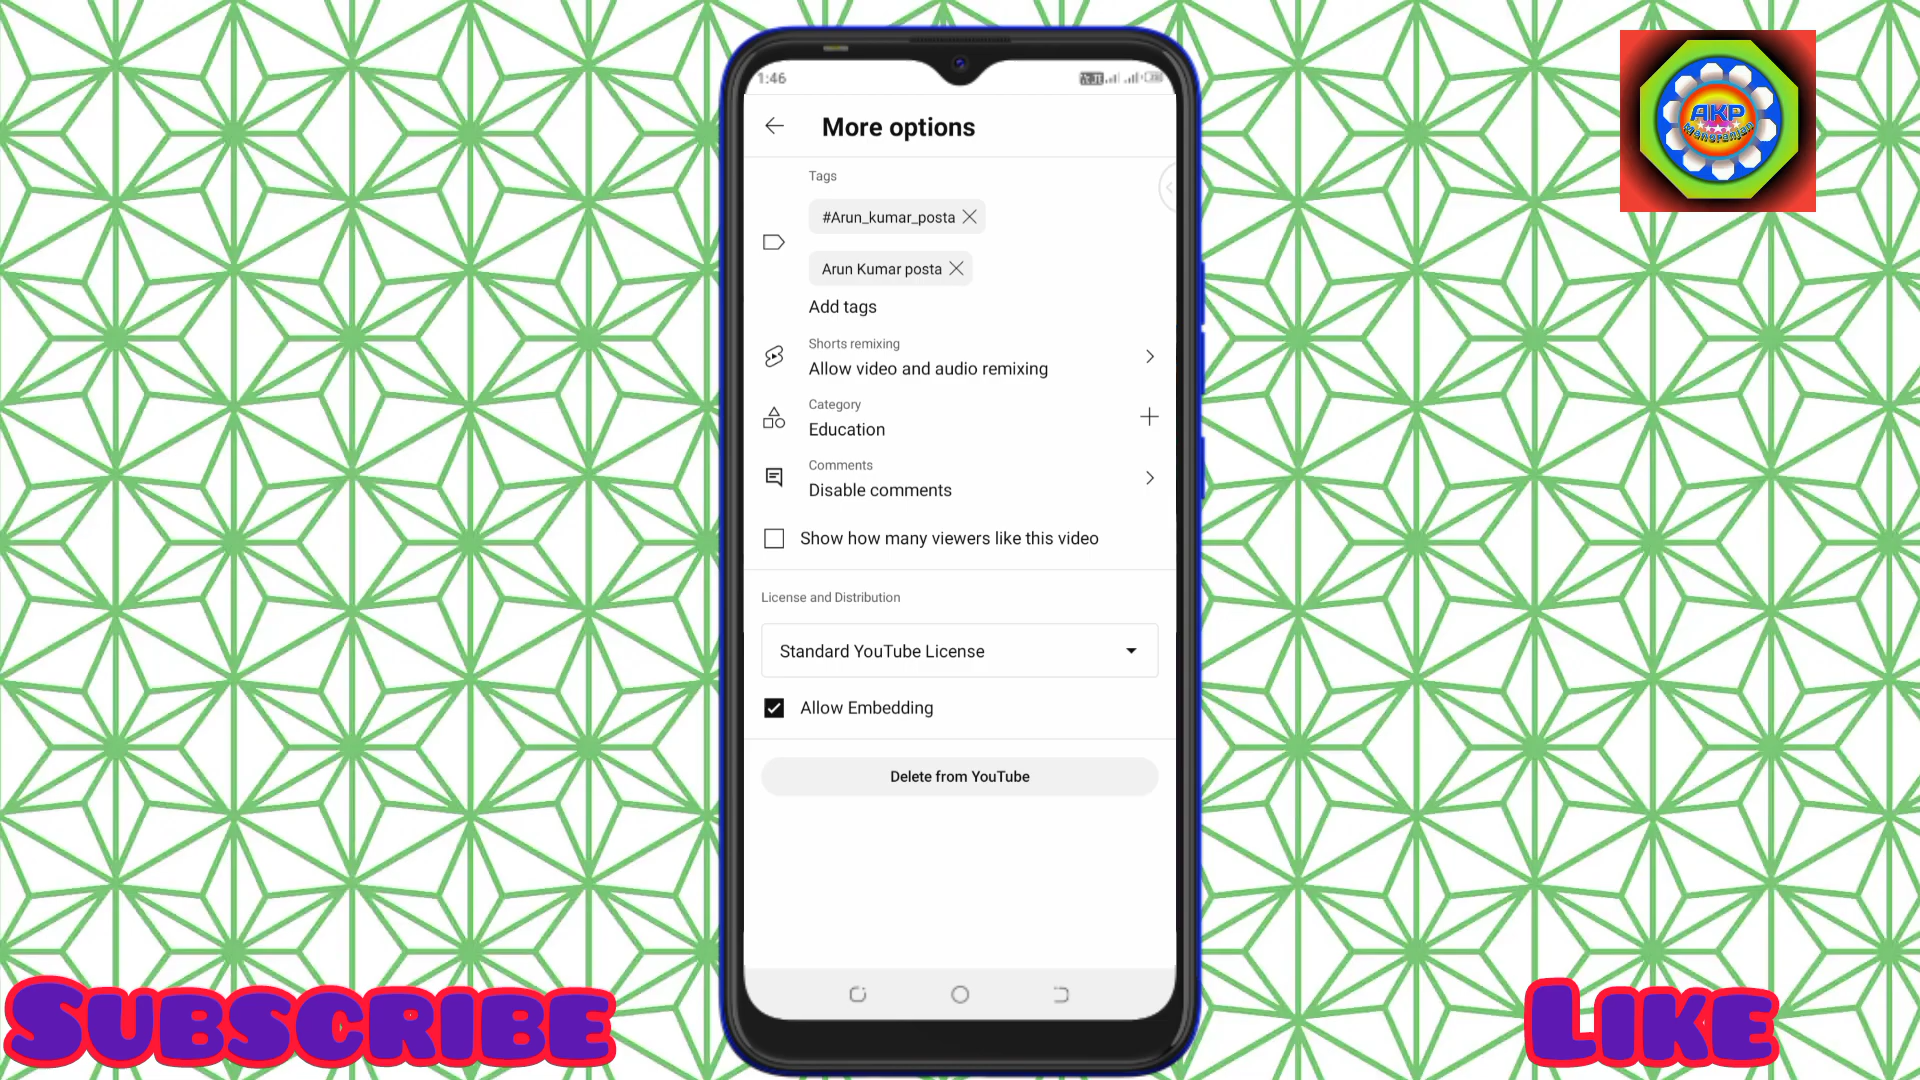 1:46
More options
Tags
#Arun_kumar_posta
Arun Kumar posta
Add tags
Shorts remixing
Allow video and audio remixing
Category
Education
Comments
Disable comments
Show how many viewers like this video
License and Distribution
Standard YouTube License
Allow Embedding
Delete from YouTube
AKP
Manoranjan
SUBSCRIBE
LIKE